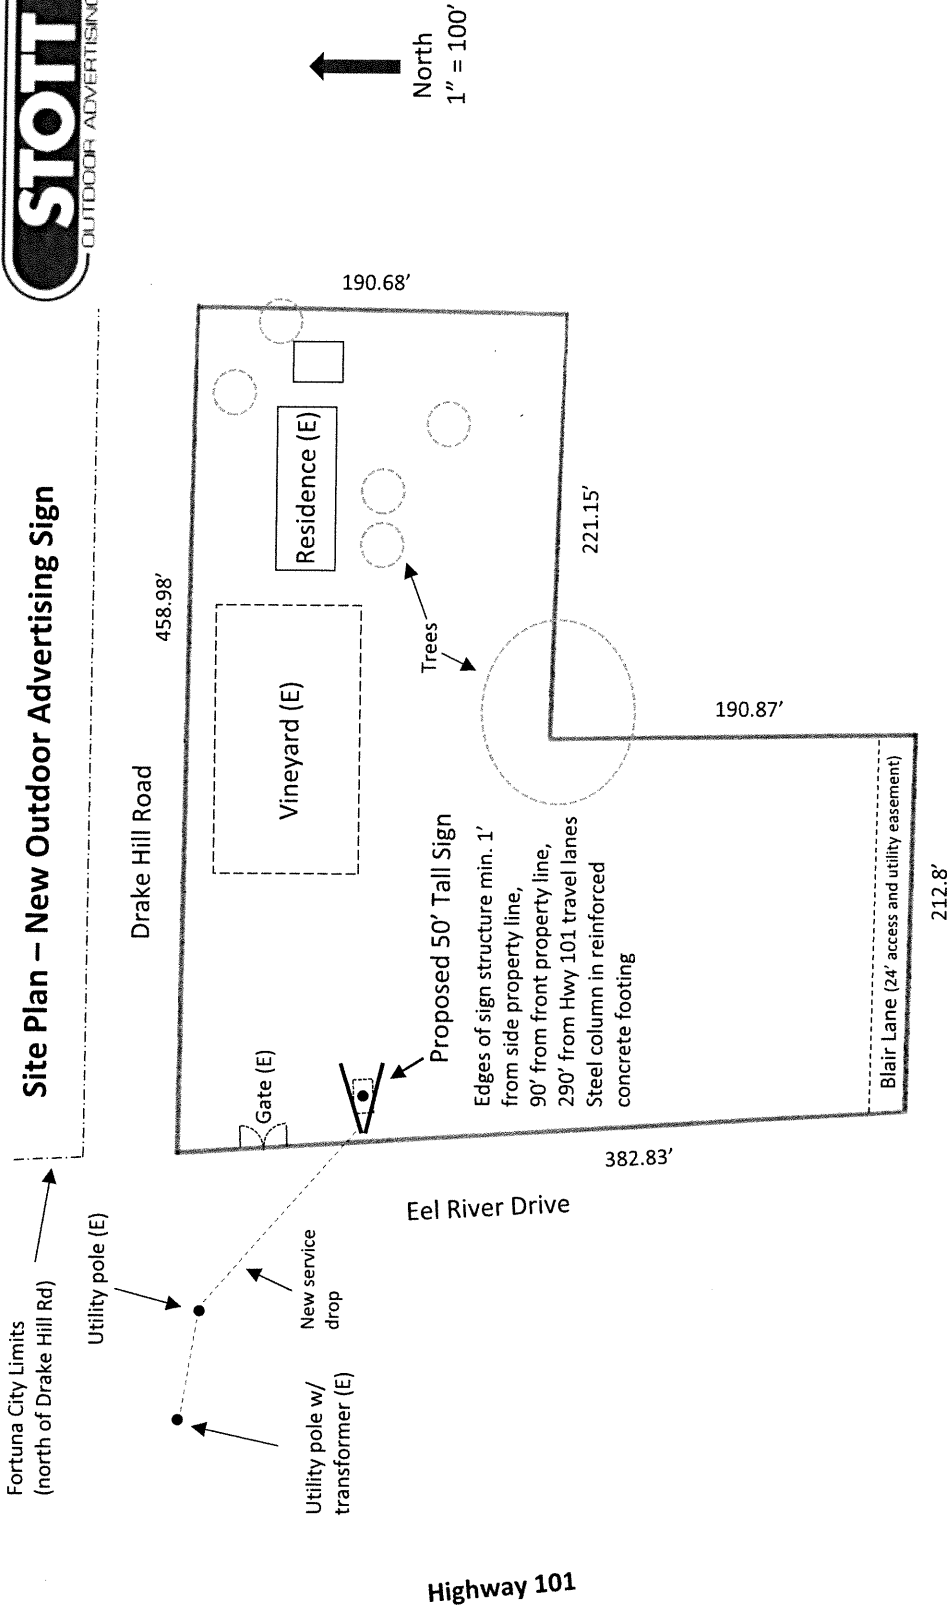 STOTT
OUTDOOR ADVERTISING
Site Plan – New Outdoor Advertising Sign
North
1” = 100’
Fortuna City Limits
(north of Drake Hill Rd)
Drake Hill Road
458.98’
190.68’
Utility pole (E)
Gate (E)
Vineyard (E)
Residence (E)
New service
drop
Utility pole w/
transformer (E)
Trees
221.15’
Highway 101
Eel River Drive
382.83’
Proposed 50’ Tall Sign
Edges of sign structure min. 1’
from side property line,
90’ from front property line,
290’ from Hwy 101 travel lanes
Steel column in reinforced
concrete footing
190.87’
Blair Lane (24’ access and utility easement)
212.8’